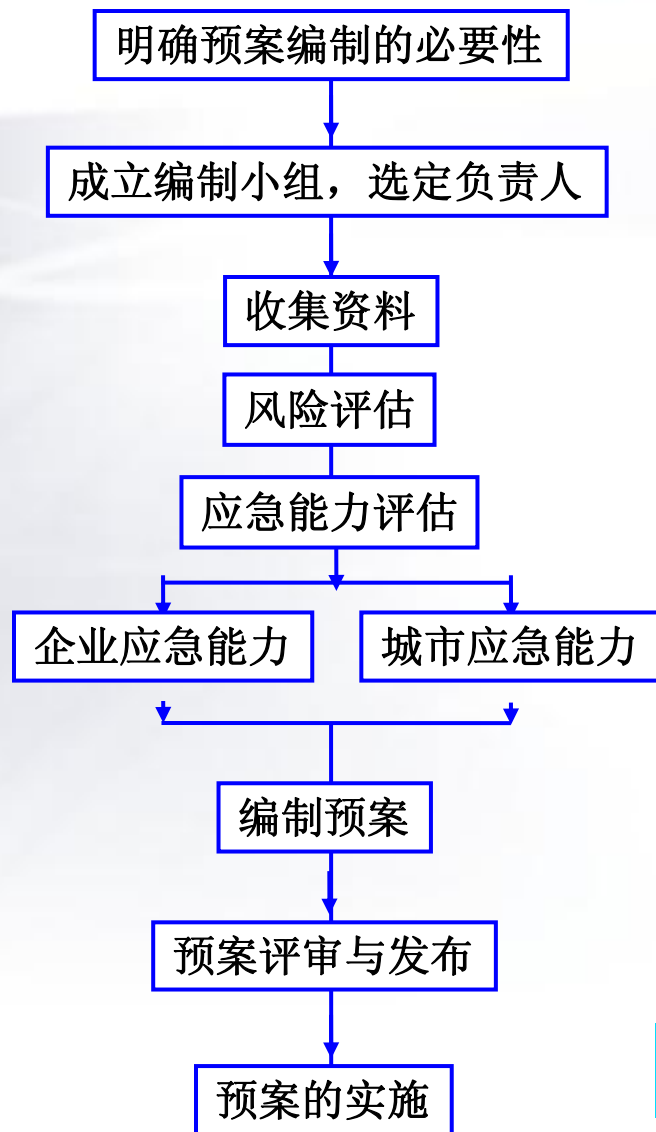 明确预案编制的必要性
成立编制小组，选定负责人
收集资料
风险评估
应急能力评估
企业应急能力
城市应急能力
编制预案
预案评审与发布
预案的实施